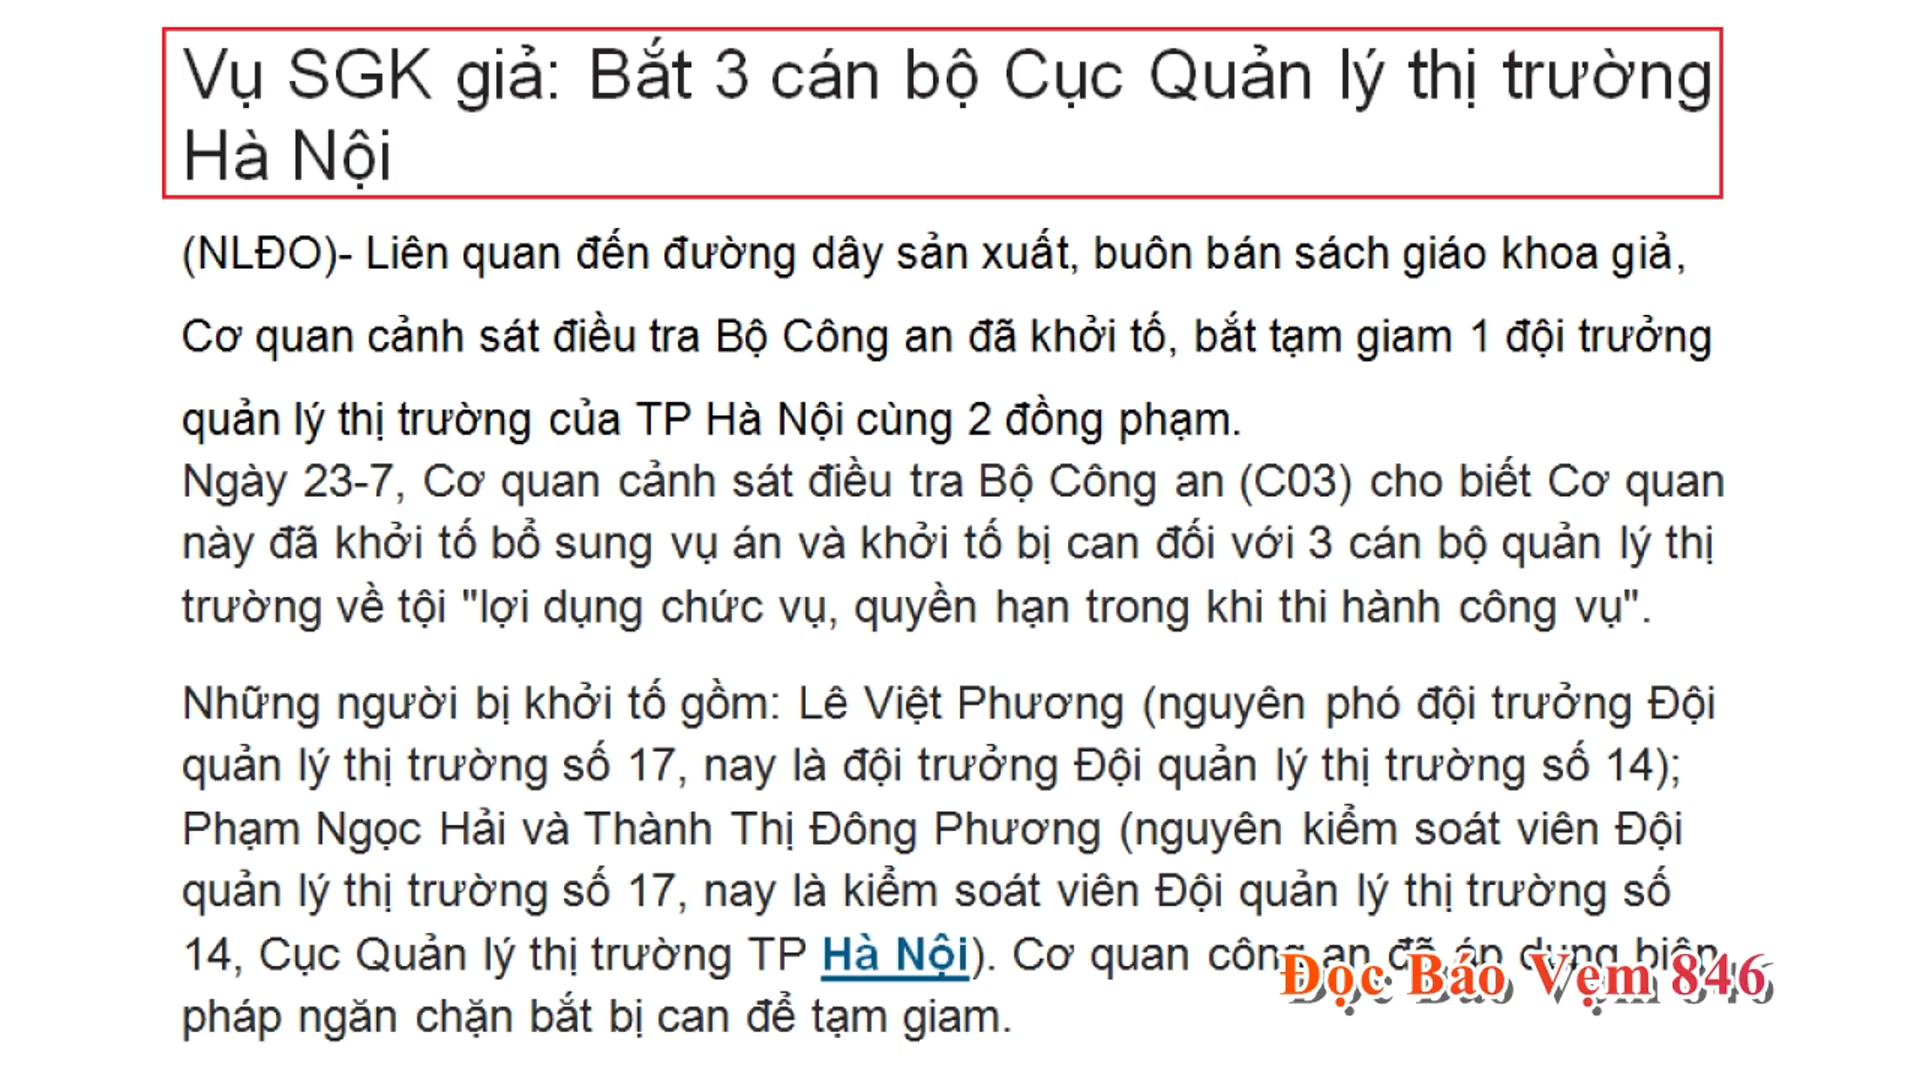 Vụ SGK giả: Bắt 3 cán bộ Cục Quản lý thị trường
Hà Nội
(NLĐO)- Liên quan đến đường dây sản xuất, buôn bán sách giáo khoa giả,
Cơ quan cảnh sát điều tra Bộ Công an đã khởi tố, bắt tạm giam 1 đội trưởng
quản lý thị trường của TP Hà Nội cùng 2 đồng phạm.
Ngày 23-7, Cơ quan cảnh sát điều tra Bộ Công an (C03) cho biết Cơ quan
này đã khởi tố bổ sung vụ án và khởi tố bị can đối với 3 cán bộ quản lý thị
trường về tội "lợi dụng chức vụ, quyền hạn trong khi thi hành công vụ".
Những người bị khởi tố gồm: Lê Việt Phương (nguyên phó đội trưởng Đội
quản lý thị trường số 17, nay là đội trưởng Đội quản lý thị trường số 14);
Phạm Ngọc Hải và Thành Thị Đông Phương (nguyên kiểm soát viên Đội
quản lý thị trường số 17, nay là kiểm soát viên Đội quản lý thị trường số
14, Cục Quản lý thị trường TP Hà Nội). Cơ quan công an đã áp dụng biện
pháp ngăn chặn bắt bị can để tạm giam.
Đọc Báo Vẹm 846